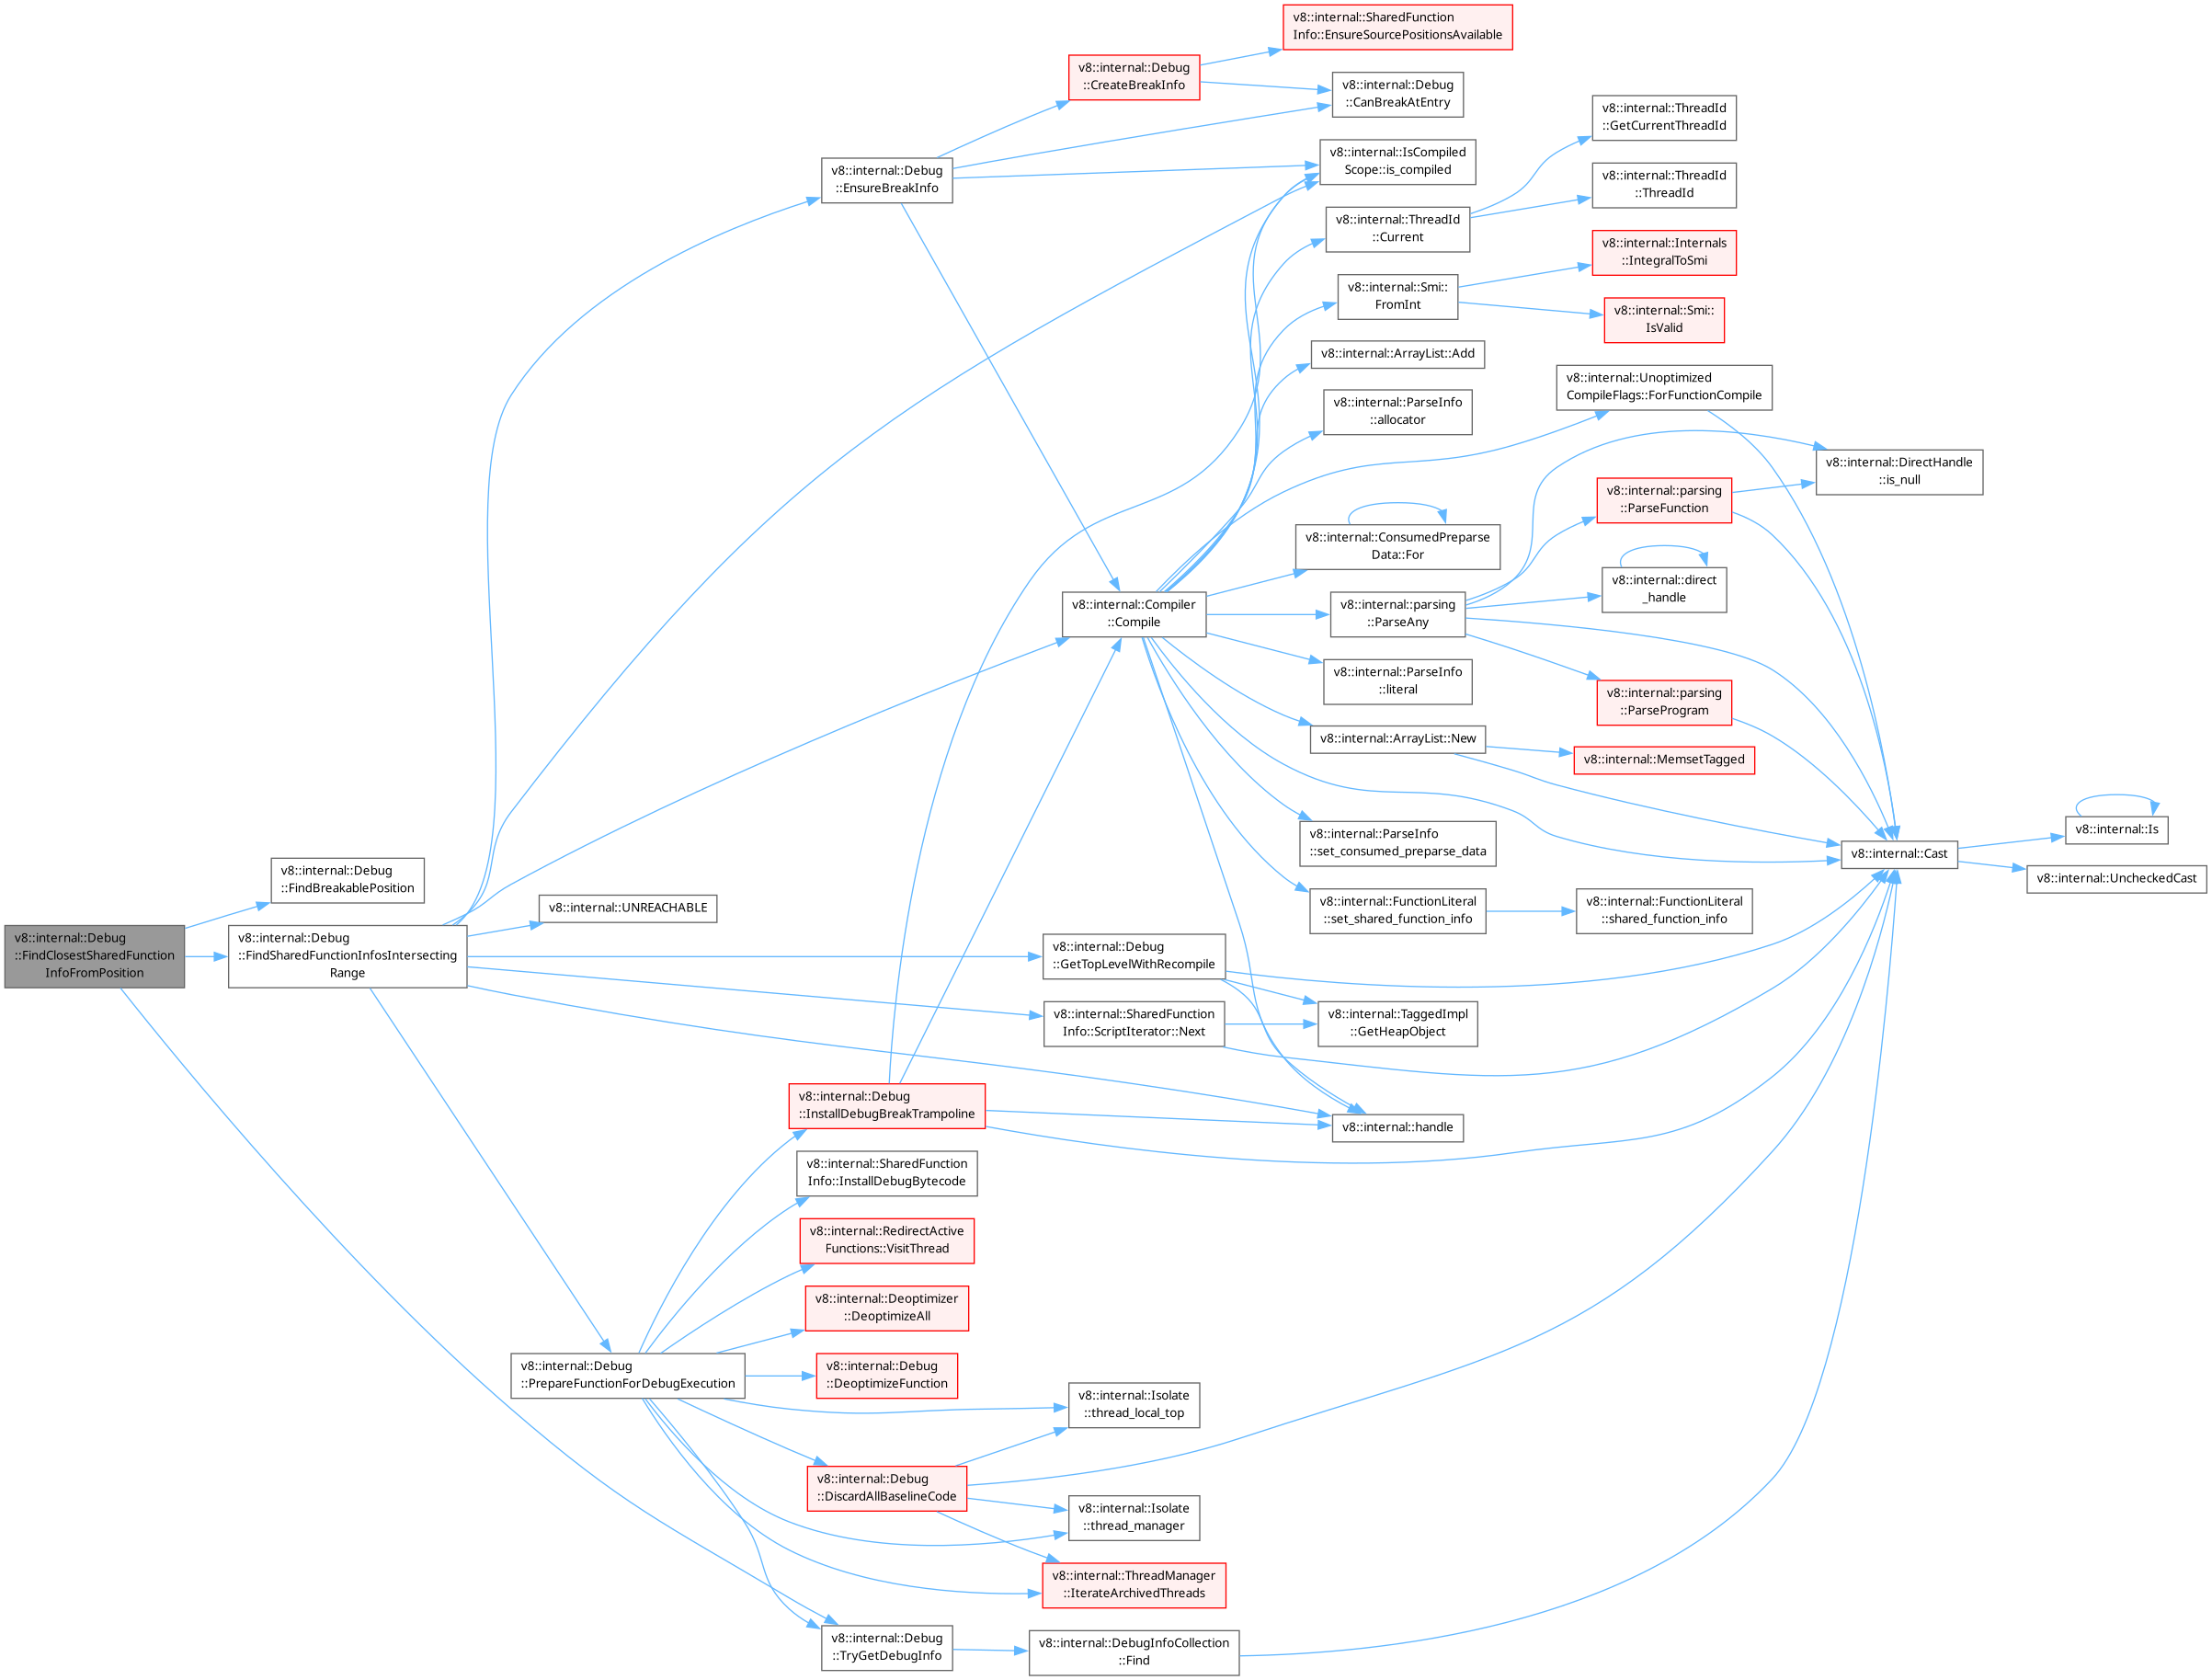 v8::internal::SharedFunction
Info::EnsureSourcePositionsAvailable
v8::internal::Debug
::CreateBreakInfo
v8::internal::Debug
::CanBreakAtEntry
v8::internal::ThreadId
::GetCurrentThreadId
v8::internal::Debug
::EnsureBreakInfo
v8::internal::IsCompiled
Scope::is_compiled
v8::internal::ThreadId
::ThreadId
v8::internal::ThreadId
::Current
v8::internal::Internals
::IntegralToSmi
v8::internal::Smi::
FromInt
v8::internal::Smi::
IsValid
v8::internal::ArrayList::Add
v8::internal::Unoptimized
CompileFlags::ForFunctionCompile
v8::internal::ParseInfo
::allocator
v8::internal::DirectHandle
::is_null
v8::internal::parsing
::ParseFunction
v8::internal::ConsumedPreparse
Data::For
v8::internal::direct
_handle
v8::internal::Compiler
::Compile
v8::internal::parsing
::ParseAny
v8::internal::ParseInfo
::literal
v8::internal::parsing
::ParseProgram
v8::internal::ArrayList::New
v8::internal::MemsetTagged
v8::internal::ParseInfo
::set_consumed_preparse_data
v8::internal::Is
v8::internal::Cast
v8::internal::UncheckedCast
v8::internal::Debug
::FindBreakablePosition
v8::internal::UNREACHABLE
v8::internal::FunctionLiteral
::set_shared_function_info
v8::internal::FunctionLiteral
::shared_function_info
v8::internal::Debug
::FindClosestSharedFunction
InfoFromPosition
v8::internal::Debug
::FindSharedFunctionInfosIntersecting
Range
v8::internal::Debug
::GetTopLevelWithRecompile
v8::internal::SharedFunction
Info::ScriptIterator::Next
v8::internal::TaggedImpl
::GetHeapObject
v8::internal::Debug
::InstallDebugBreakTrampoline
v8::internal::handle
v8::internal::SharedFunction
Info::InstallDebugBytecode
v8::internal::RedirectActive
Functions::VisitThread
v8::internal::Deoptimizer
::DeoptimizeAll
v8::internal::Debug
::PrepareFunctionForDebugExecution
v8::internal::Debug
::DeoptimizeFunction
v8::internal::Isolate
::thread_local_top
v8::internal::Debug
::DiscardAllBaselineCode
v8::internal::Isolate
::thread_manager
v8::internal::ThreadManager
::IterateArchivedThreads
v8::internal::Debug
::TryGetDebugInfo
v8::internal::DebugInfoCollection
::Find